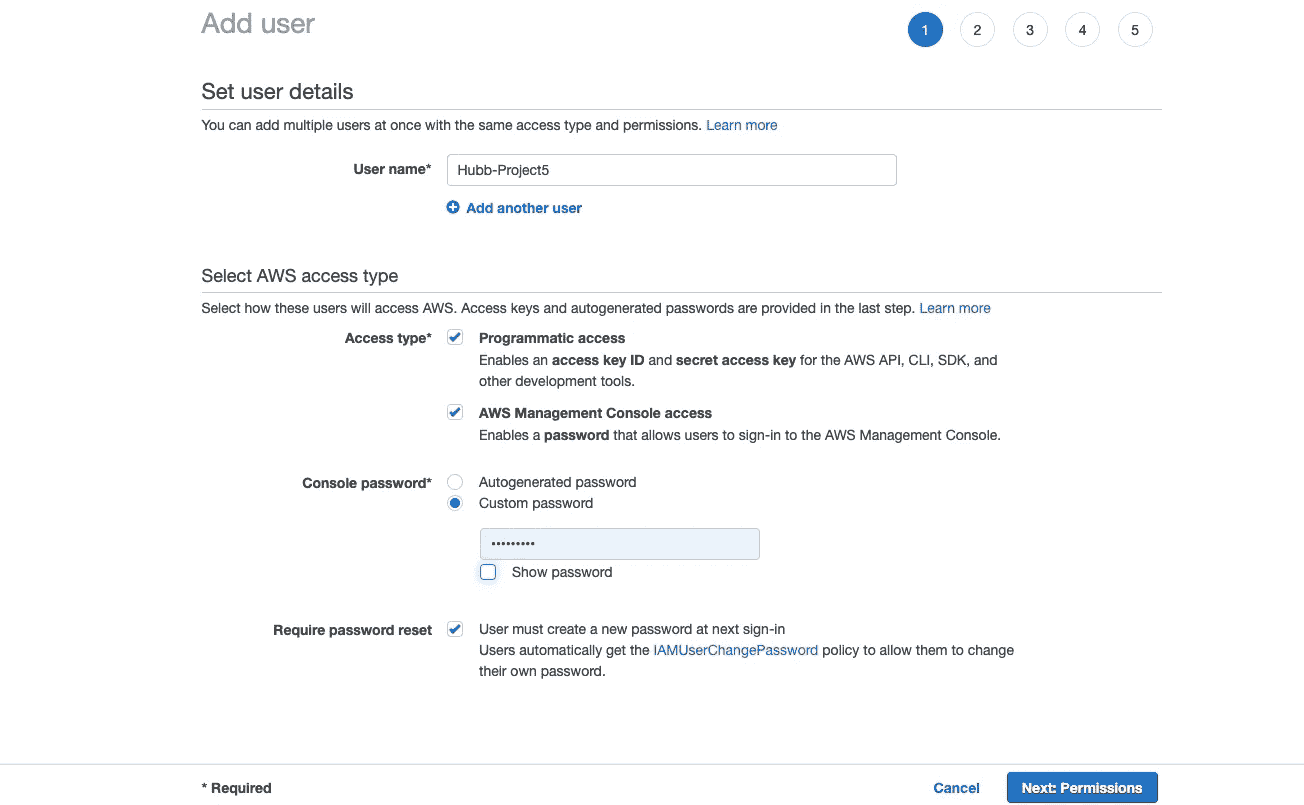 Add user
1 2 3 4 5
Set user details
You can add multiple users at once with the same access type and permissions. Learn more
User name* Hubb-Project5
Add another user
Select AWS access type
Select how these users will access AWS. Access keys and autogenerated passwords are provided in the last step. Learn more
Access type* Programmatic access
Enables an access key ID and secret access key for the AWS API, CLI, SDK, and
other development tools.
AWS Management Console access
Enables a password that allows users to sign-in to the AWS Management Console.
Console password* Autogenerated password
Custom password
•••••••••
Show password
Require password reset User must create a new password at next sign-in
Users automatically get the IAMUserChangePassword policy to allow them to change
their own password.
* Required Cancel Next: Permissions